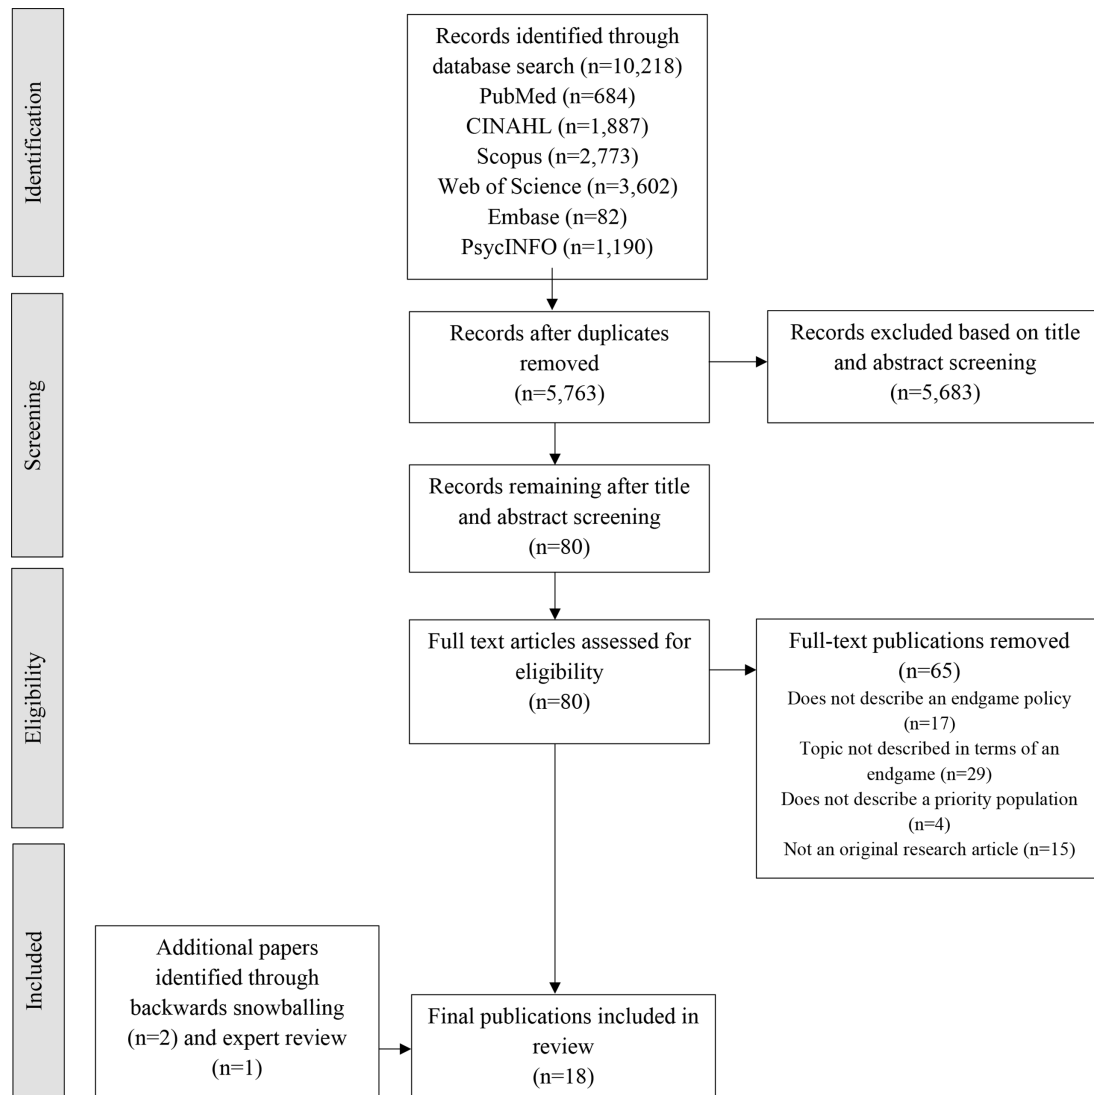 Identification
Records identified through
database search (n=10,218)
PubMed (n=684)
CINAHL (n=1,887)
Scopus (n=2,773)
Web of Science (n=3,602)
Embase (n=82)
PsycINFO (n=1,190)
Screening
Records after duplicates
removed
(n=5,763)
Records excluded based on title
and abstract screening
(n=5,683)
Records remaining after title
and abstract screening
(n=80)
Eligibility
Full text articles assessed for
eligibility
(n=80)
Full-text publications removed
(n=65)
Does not describe an endgame policy
(n=17)
Topic not described in terms of an
endgame (n=29)
Does not describe a priority population
(n=4)
Not an original research article (n=15)
Included
Additional papers
identified through
backwards snowballing
(n=2) and expert review
(n=1)
Final publications included in
review
(n=18)